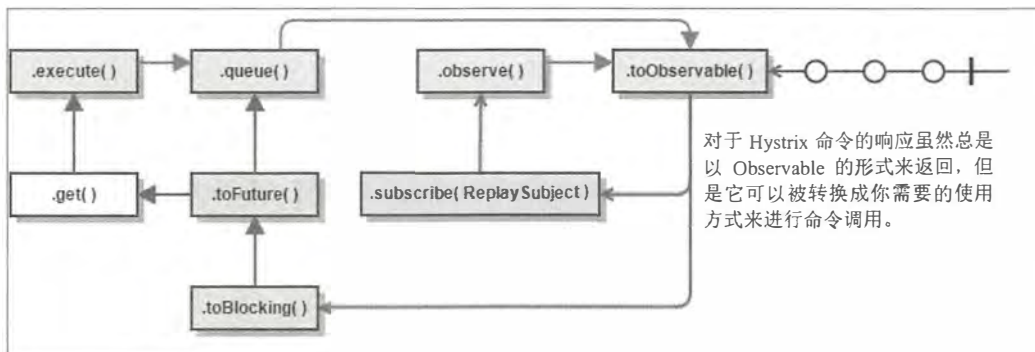 .execute( )
.queue( )
.observe( )
.toObservable( )
对于 Hystrix 命令的响应虽然总是
以 Observable 的形式来返回，但
是它可以被转换成你需要的使用
方式来进行命令调用。
.get( )
.toFuture( )
.subscribe( ReplaySubject )
.toBlocking( )